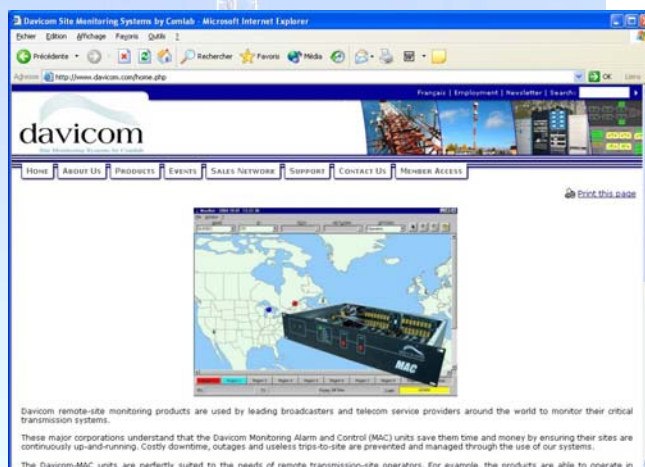 Davicom Site Monitoring Systems by Comlab - Microsoft Internet Explorer
Fichier Edition Affichage Favoris Outils ?
Précédente Rechercher Favoris Média
Adresse http://www.davicom.com/home.php OK Liens
Français | Employment | Newsletter | Search:
davicom
Site Monitoring Systems by Comlab
HOME ABOUT US PRODUCTS EVENTS SALES NETWORK SUPPORT CONTACT US MEMBER ACCESS
Print this page
MAC
Davicom remote-site monitoring products are used by leading broadcasters and telecom service providers around the world to monitor their critical
transmission systems.
These major corporations understand that the Davicom Monitoring Alarm and Control (MAC) units save them time and money by ensuring their sites are
continuously up-and-running. Costly downtime, outages and useless trips-to-site are prevented and managed through the use of our systems.
The Davicom-MAC units are perfectly suited to the needs of remote transmission-site operators. For example, the products are able to operate in